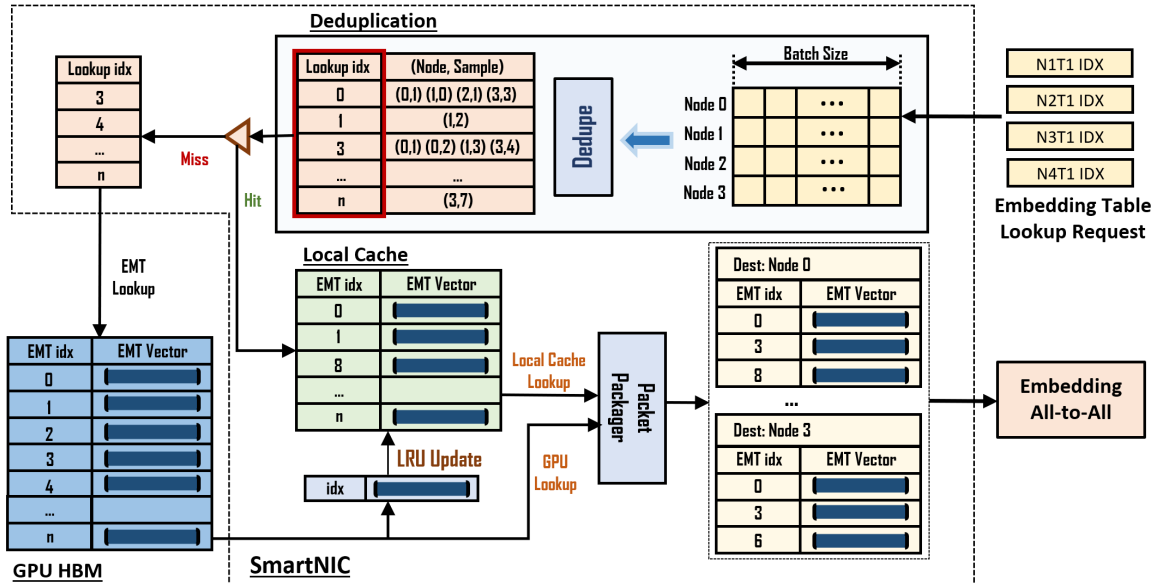 Deduplication
Lookup idx
3
4
...
n
Lookup idx (Node, Sample)
0 (0,1) (1,0) (2,1) (3,3)
1 (1,2)
3 (0,1) (0,2) (1,3) (3,4)
... ...
n (3,7)
Miss
Hit
Dedupe
Batch Size
Node 0 ...
Node 1
Node 2
Node 3 ...
N1T1 IDX
N2T1 IDX
N3T1 IDX
N4T1 IDX
Embedding Table
Lookup Request
EMT
Lookup
EMT idx EMT Vector
0
1
2
3
4
...
n
GPU HBM
Local Cache
EMT idx EMT Vector
0
1
8
...
n
LRU Update
idx
SmartNIC
Local Cache
Lookup
GPU
Lookup
Packet
Packager
Dest: Node 0
EMT idx EMT Vector
0
3
8
...
Dest: Node 3
EMT idx EMT Vector
0
3
6
Embedding
All-to-All